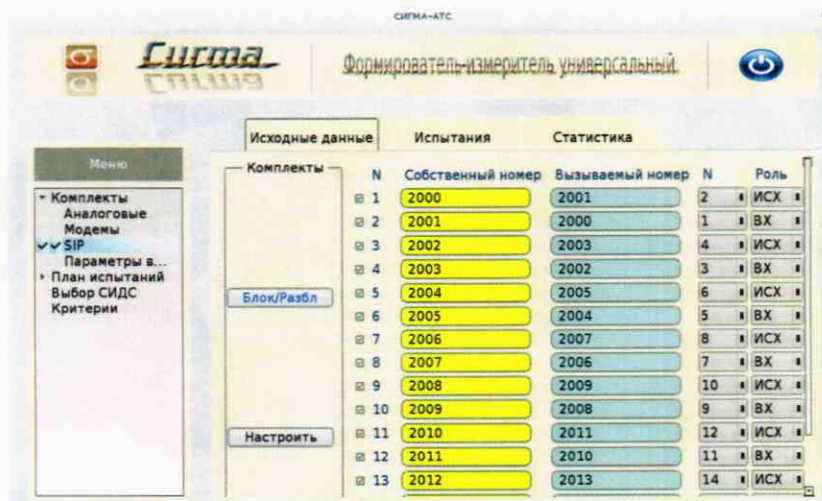 СИГМА-АТС
σ Сигма Формирователь-измеритель универсальный
Исходные данные Испытания Статистика
Меню
Комплекты
Аналоговые
Модемы
SIP
Параметры в...
План испытаний
Выбор СИДС
Критерии
Комплекты
Блок/Разбл
Настроить
N Собственный номер Вызываемый номер N Роль
1 2000 2001 2 ИСХ
2 2001 2000 1 ВХ
3 2002 2003 4 ИСХ
4 2003 2002 3 ВХ
5 2004 2005 6 ИСХ
6 2005 2004 5 ВХ
7 2006 2007 8 ИСХ
8 2007 2006 7 ВХ
9 2008 2009 10 ИСХ
10 2009 2008 9 ВХ
11 2010 2011 12 ИСХ
12 2011 2010 11 ВХ
13 2012 2013 14 ИСХ